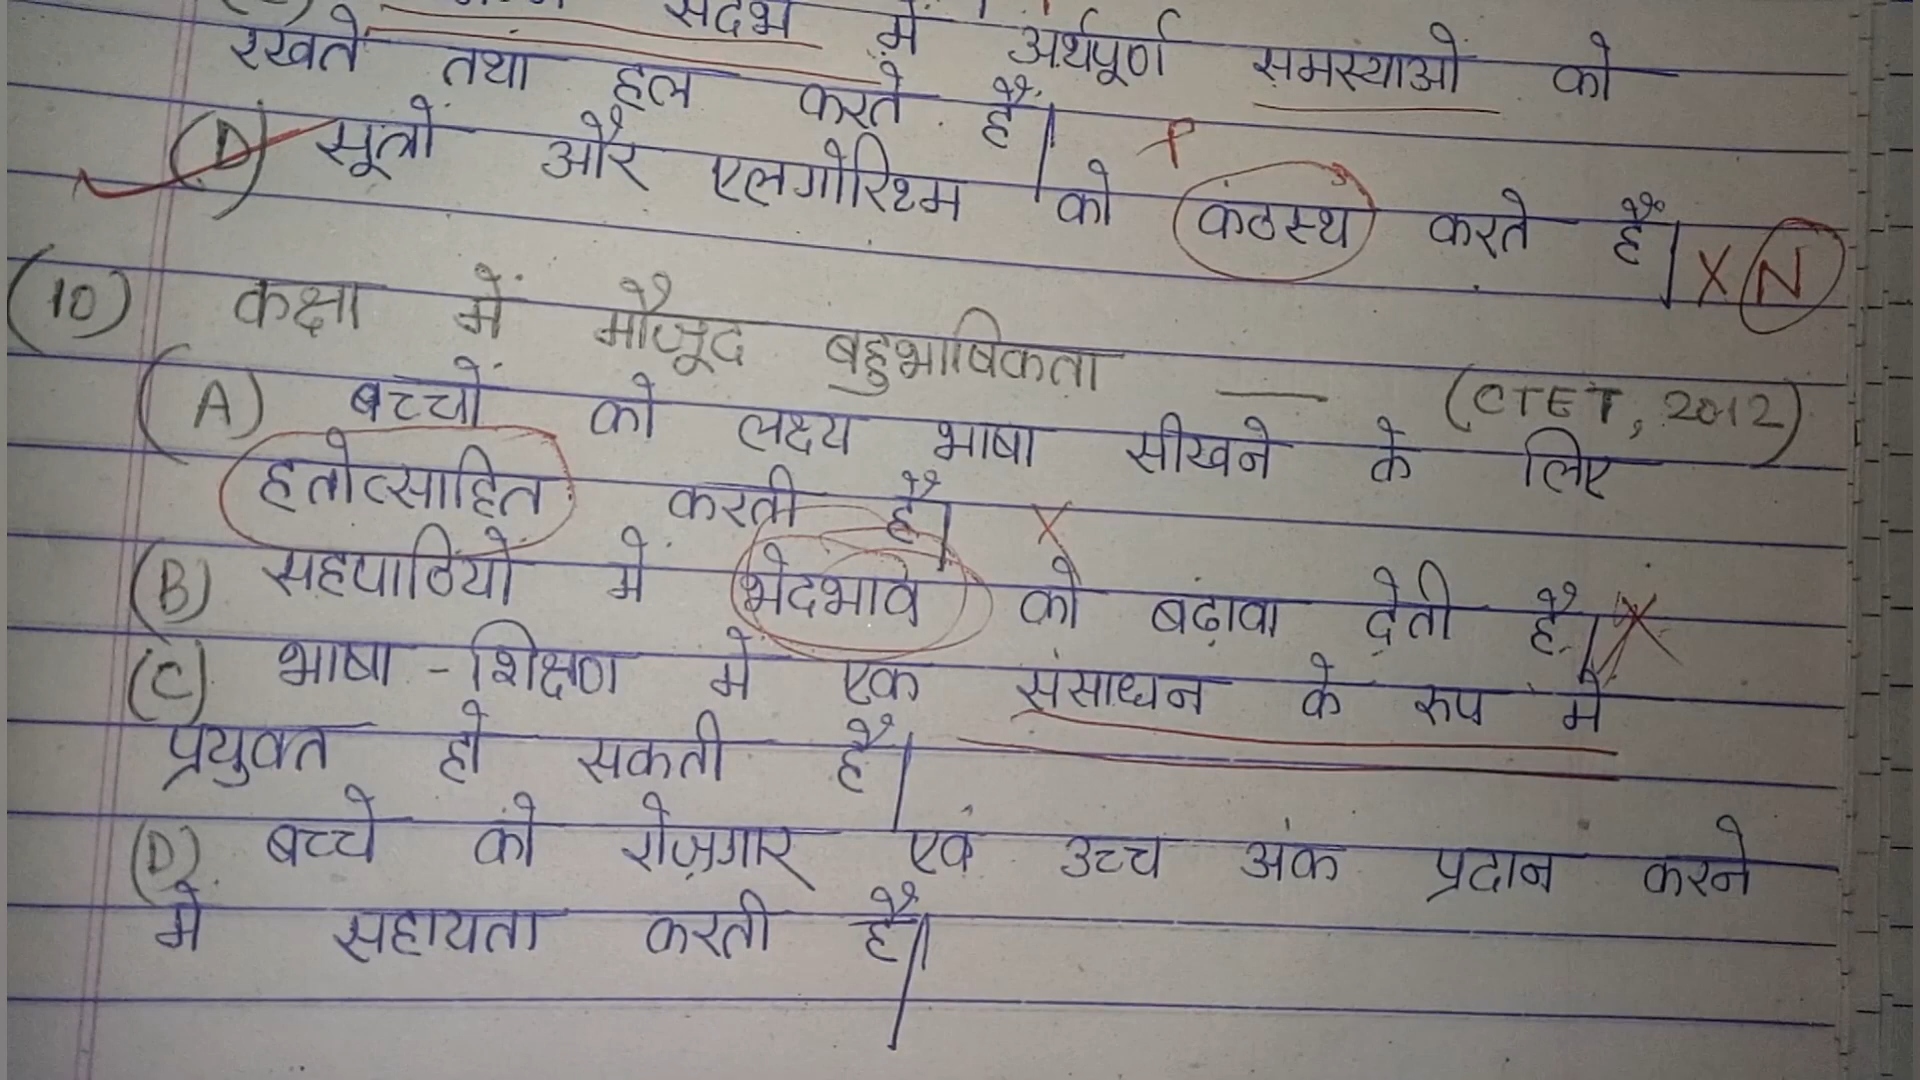 संदर्भ में अर्थपूर्ण समस्याओं को
रखते तथा हल करते हैं। P
(D) सूत्रों और एलगोरिथ्म को कंठस्थ करते हैं। X N
(10) कक्षा में मौजूद बहुभाषिकता — (CTET, 2012)
(A) बच्चों को लक्ष्य भाषा सीखने के लिए
हतोत्साहित करती है। X
(B) सहपाठियों में भेदभाव को बढ़ावा देती है। X
(C) भाषा - शिक्षण में एक संसाधन के रूप में
प्रयुक्त हो सकती है।
(D) बच्चे को रोज़गार एवं उच्च अंक प्रदान करने
में सहायता करती है।